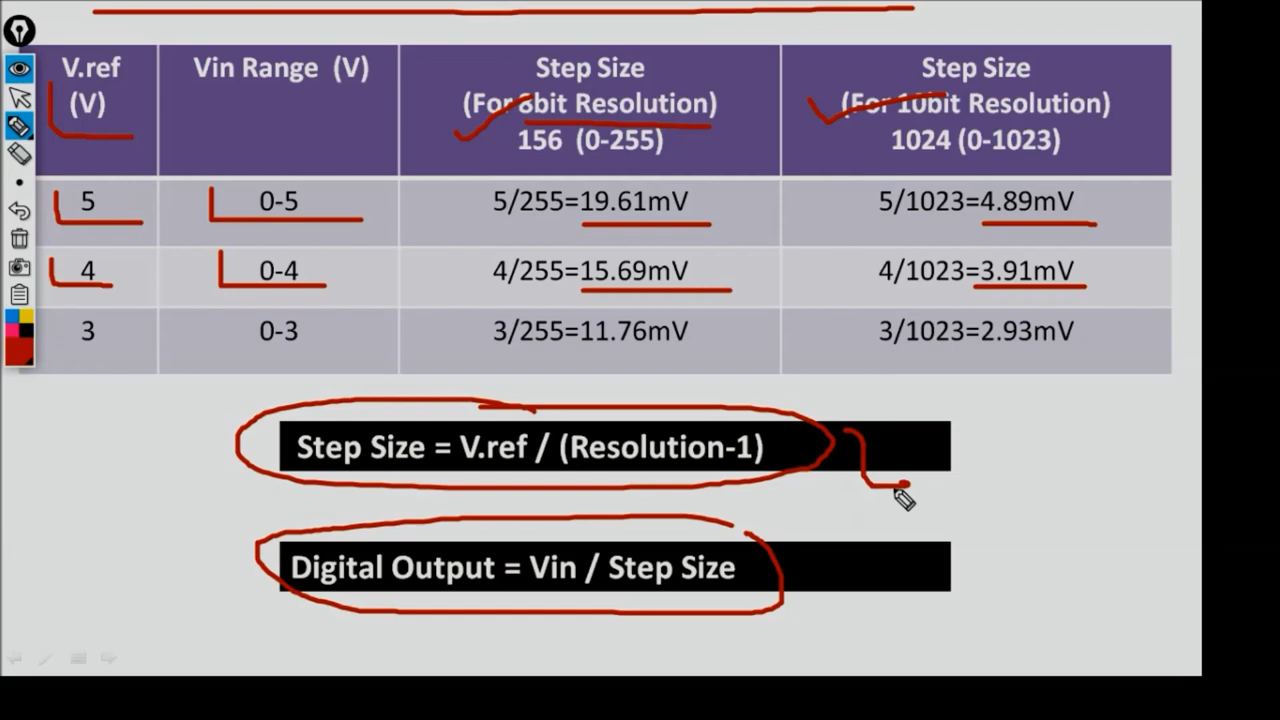 V.ref (V)
Vin Range (V)
Step Size
(For 8bit Resolution)
156 (0-255)
Step Size
(For 10bit Resolution)
1024 (0-1023)
5 0-5 5/255=19.61mV 5/1023=4.89mV
4 0-4 4/255=15.69mV 4/1023=3.91mV
3 0-3 3/255=11.76mV 3/1023=2.93mV
Step Size = V.ref / (Resolution-1)
Digital Output = Vin / Step Size